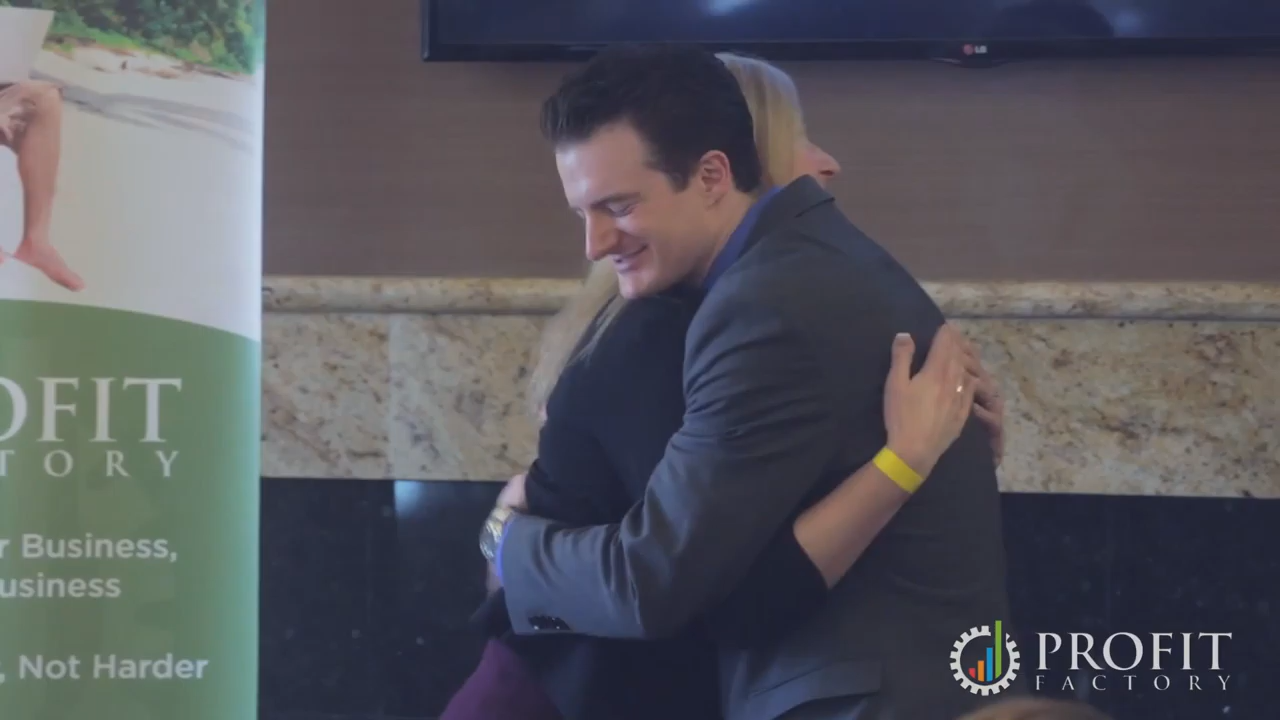 LG
OFIT
TORY
r Business,
usiness
, Not Harder
PROFIT
FACTORY